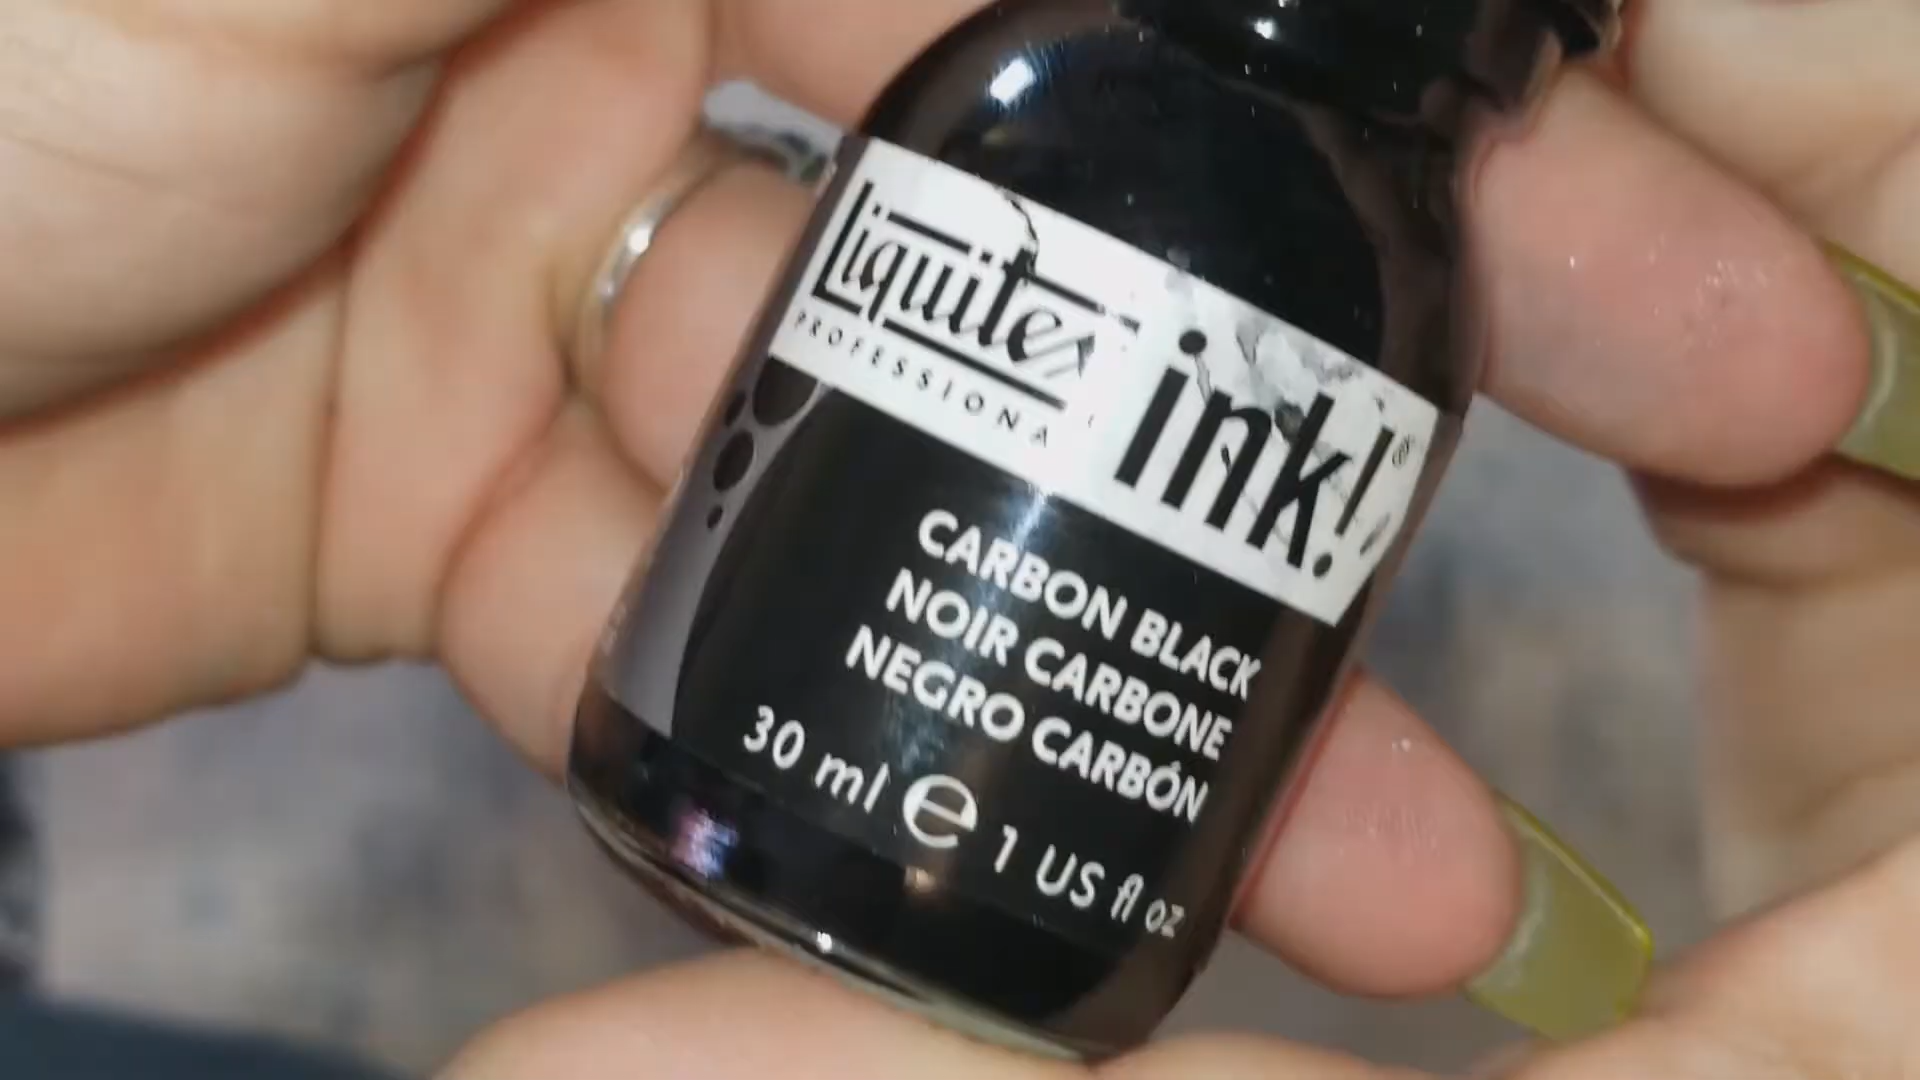 Liquitex
PROFESSIONA
ink!®
CARBON BLACK
NOIR CARBONE
NEGRO CARBÓN
30 ml e 1 US fl oz